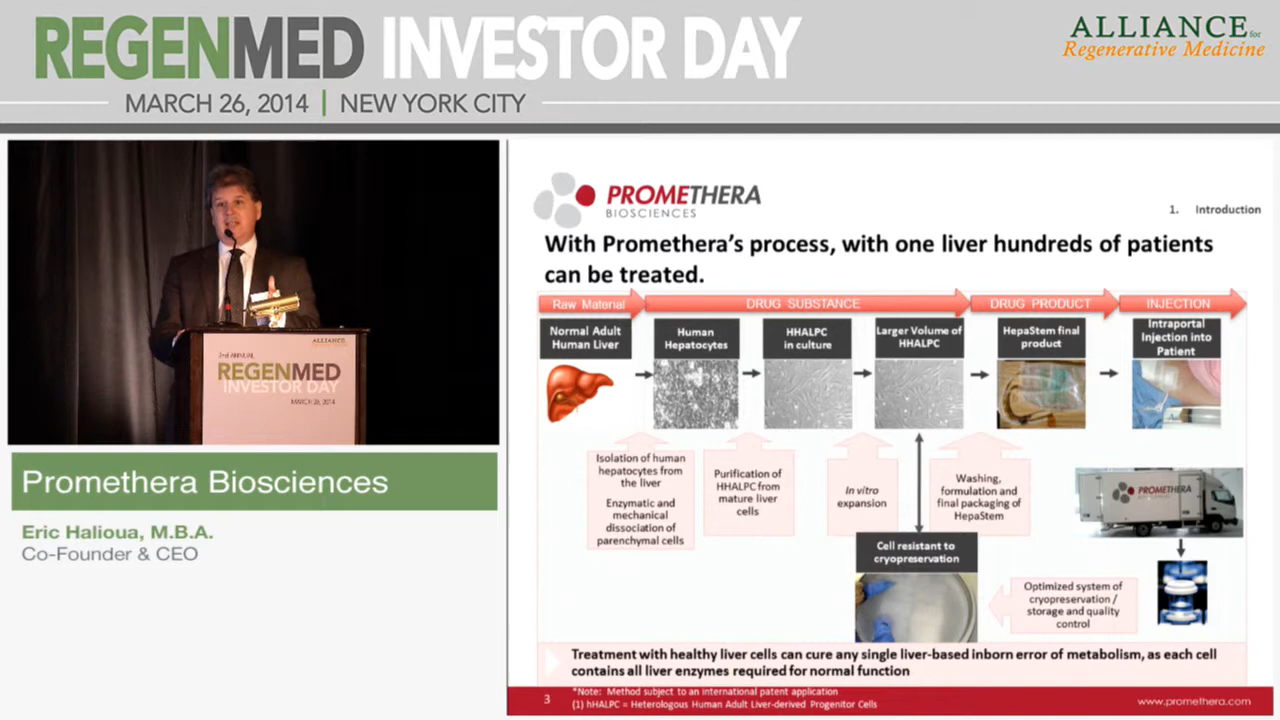 REGENMED INVESTOR DAY
MARCH 26, 2014 | NEW YORK CITY
ALLIANCE for
Regenerative Medicine
ALLIANCE
2nd ANNUAL
REGENMED
INVESTOR DAY
MARCH 26, 2014
Promethera Biosciences
Eric Halioua, M.B.A.
Co-Founder & CEO
PROMETHERA
BIOSCIENCES
1. Introduction
With Promethera's process, with one liver hundreds of patients
can be treated.
Raw Material
DRUG SUBSTANCE
DRUG PRODUCT
INJECTION
Normal Adult
Human Liver
Human
Hepatocytes
HHALPC
in culture
Larger Volume of
HHALPC
HepaStem final
product
Intraportal
Injection into
Patient
Isolation of human
hepatocytes from
the liver
Enzymatic and
mechanical
dissociation of
parenchymal cells
Purification of
HHALPC from
mature liver
cells
In vitro
expansion
Washing,
formulation and
final packaging of
HepaStem
PROMETHERA
Cell resistant to
cryopreservation
Optimized system of
cryopreservation /
storage and quality
control
Treatment with healthy liver cells can cure any single liver-based inborn error of metabolism, as each cell
contains all liver enzymes required for normal function
3
*Note: Method subject to an international patent application
(1) hHALPC = Heterologous Human Adult Liver-derived Progenitor Cells
www.promethera.com